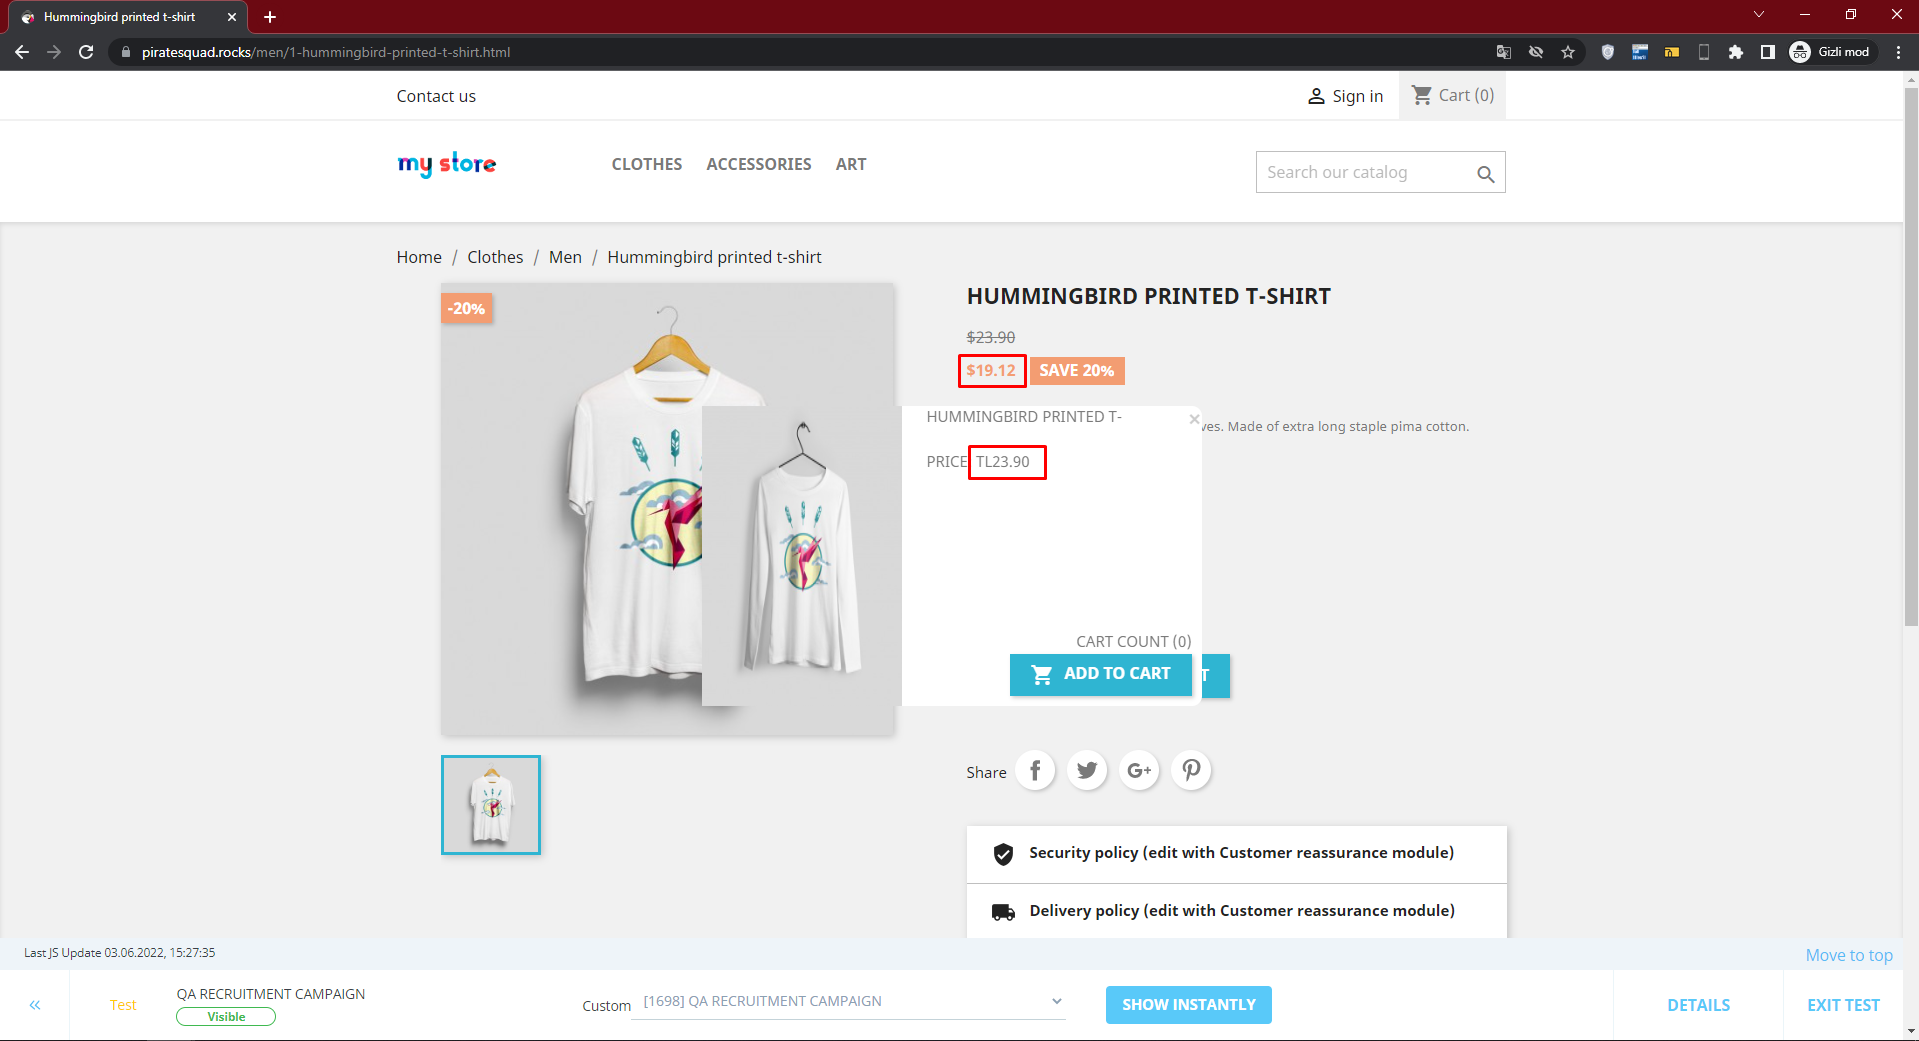 Hummingbird printed t-shirt
piratesquad.rocks/men/1-hummingbird-printed-t-shirt.html
Gizli mod
Contact us
Sign in
Cart (0)
my store
CLOTHES ACCESSORIES ART
Search our catalog
Home / Clothes / Men / Hummingbird printed t-shirt
-20%
HUMMINGBIRD PRINTED T-SHIRT
$23.90
$19.12 SAVE 20%
HUMMINGBIRD PRINTED T-
ves. Made of extra long staple pima cotton.
PRICE TL23.90
CART COUNT (0)
ADD TO CART
T
Share
Security policy (edit with Customer reassurance module)
Delivery policy (edit with Customer reassurance module)
Last JS Update 03.06.2022, 15:27:35
Move to top
Test
QA RECRUITMENT CAMPAIGN
Visible
Custom [1698] QA RECRUITMENT CAMPAIGN
SHOW INSTANTLY
DETAILS
EXIT TEST